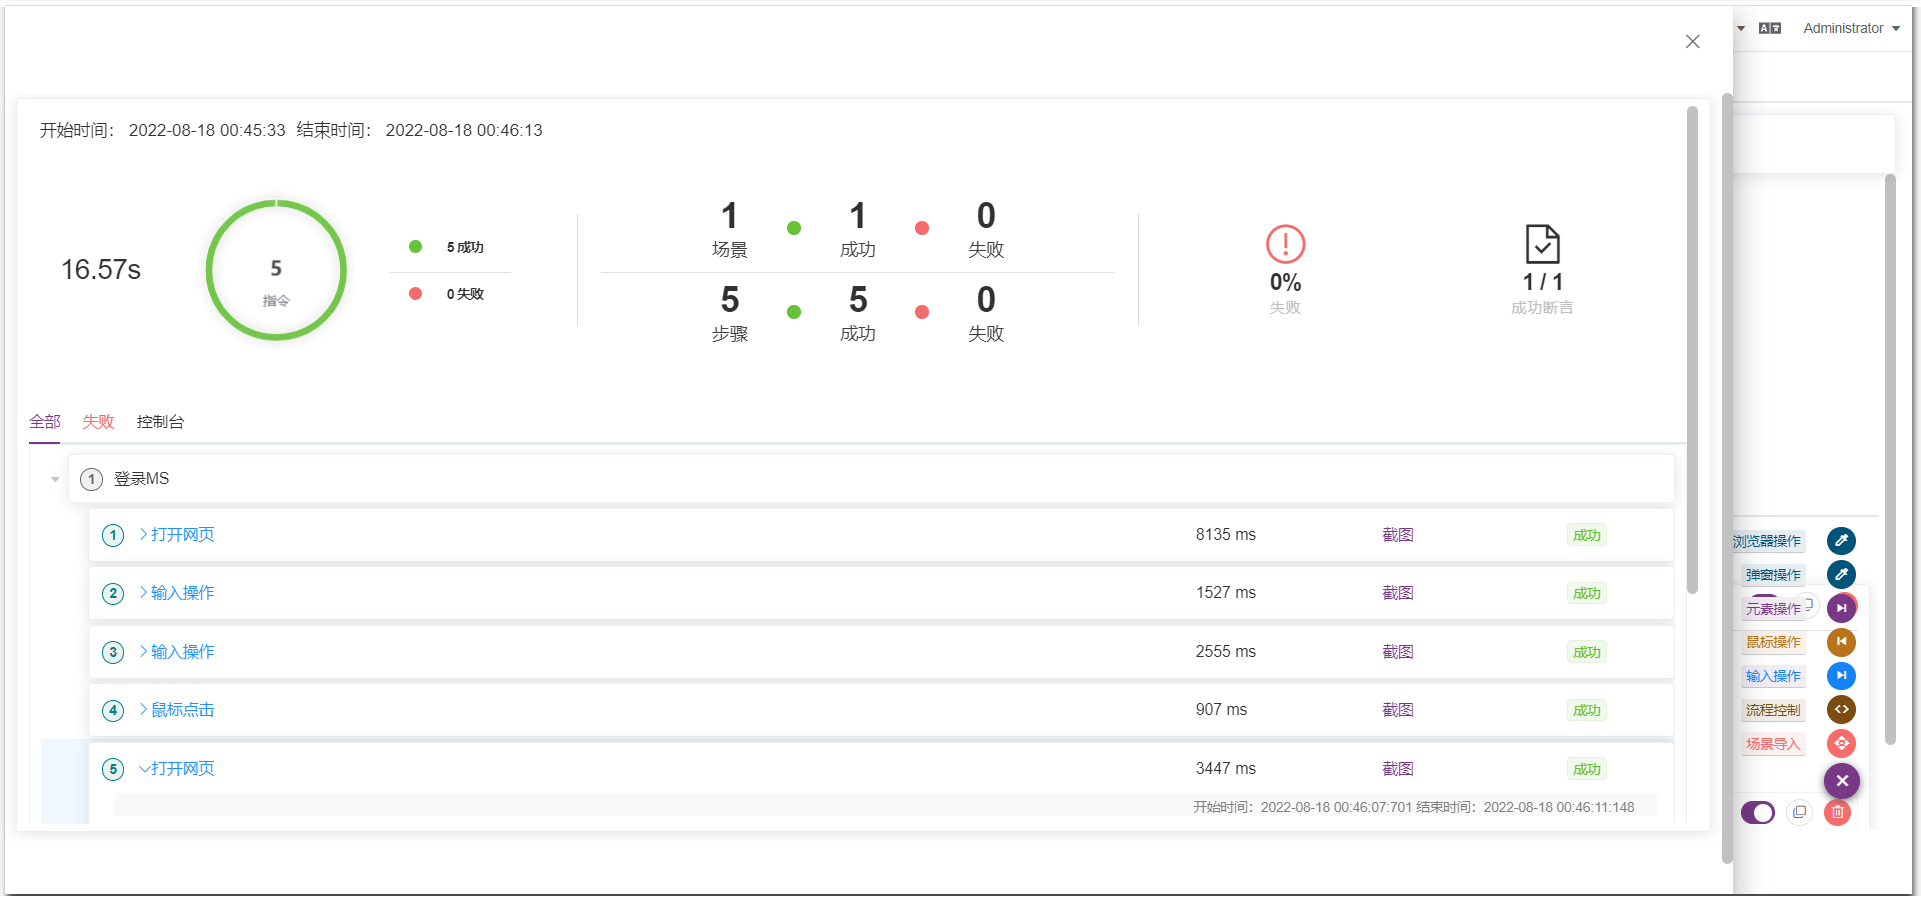 Administrator
开始时间： 2022-08-18 00:45:33 结束时间： 2022-08-18 00:46:13
16.57s
5
指令
5 成功
0 失败
1 1 0
场景 成功 失败
5 5 0
步骤 成功 失败
0%
失败
1 / 1
成功断言
全部 失败 控制台
1 登录MS
1 打开网页 8135 ms 截图 成功
2 输入操作 1527 ms 截图 成功
3 输入操作 2555 ms 截图 成功
4 鼠标点击 907 ms 截图 成功
5 打开网页 3447 ms 截图 成功
开始时间：2022-08-18 00:46:07:701 结束时间：2022-08-18 00:46:11:148
浏览器操作
弹窗操作
元素操作
鼠标操作
输入操作
流程控制
场景导入